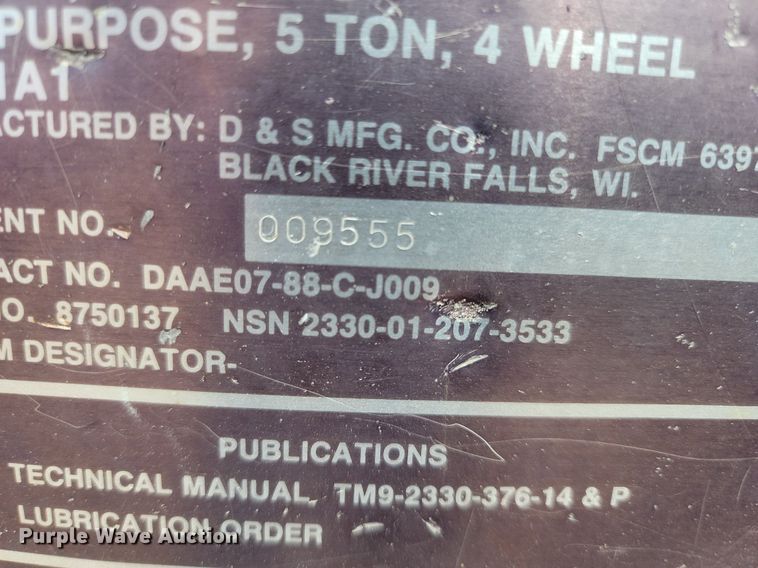 PURPOSE, 5 TON, 4 WHEEL
1A1
ACTURED BY: D & S MFG. CO., INC. FSCM 6397
BLACK RIVER FALLS, WI.
ENT NO. 009555
ACT NO. DAAE07-88-C-J009
O. 8750137 NSN 2330-01-207-3533
M DESIGNATOR-
PUBLICATIONS
TECHNICAL MANUAL TM9-2330-376-14 & P
LUBRICATION ORDER
Purple Wave Auction